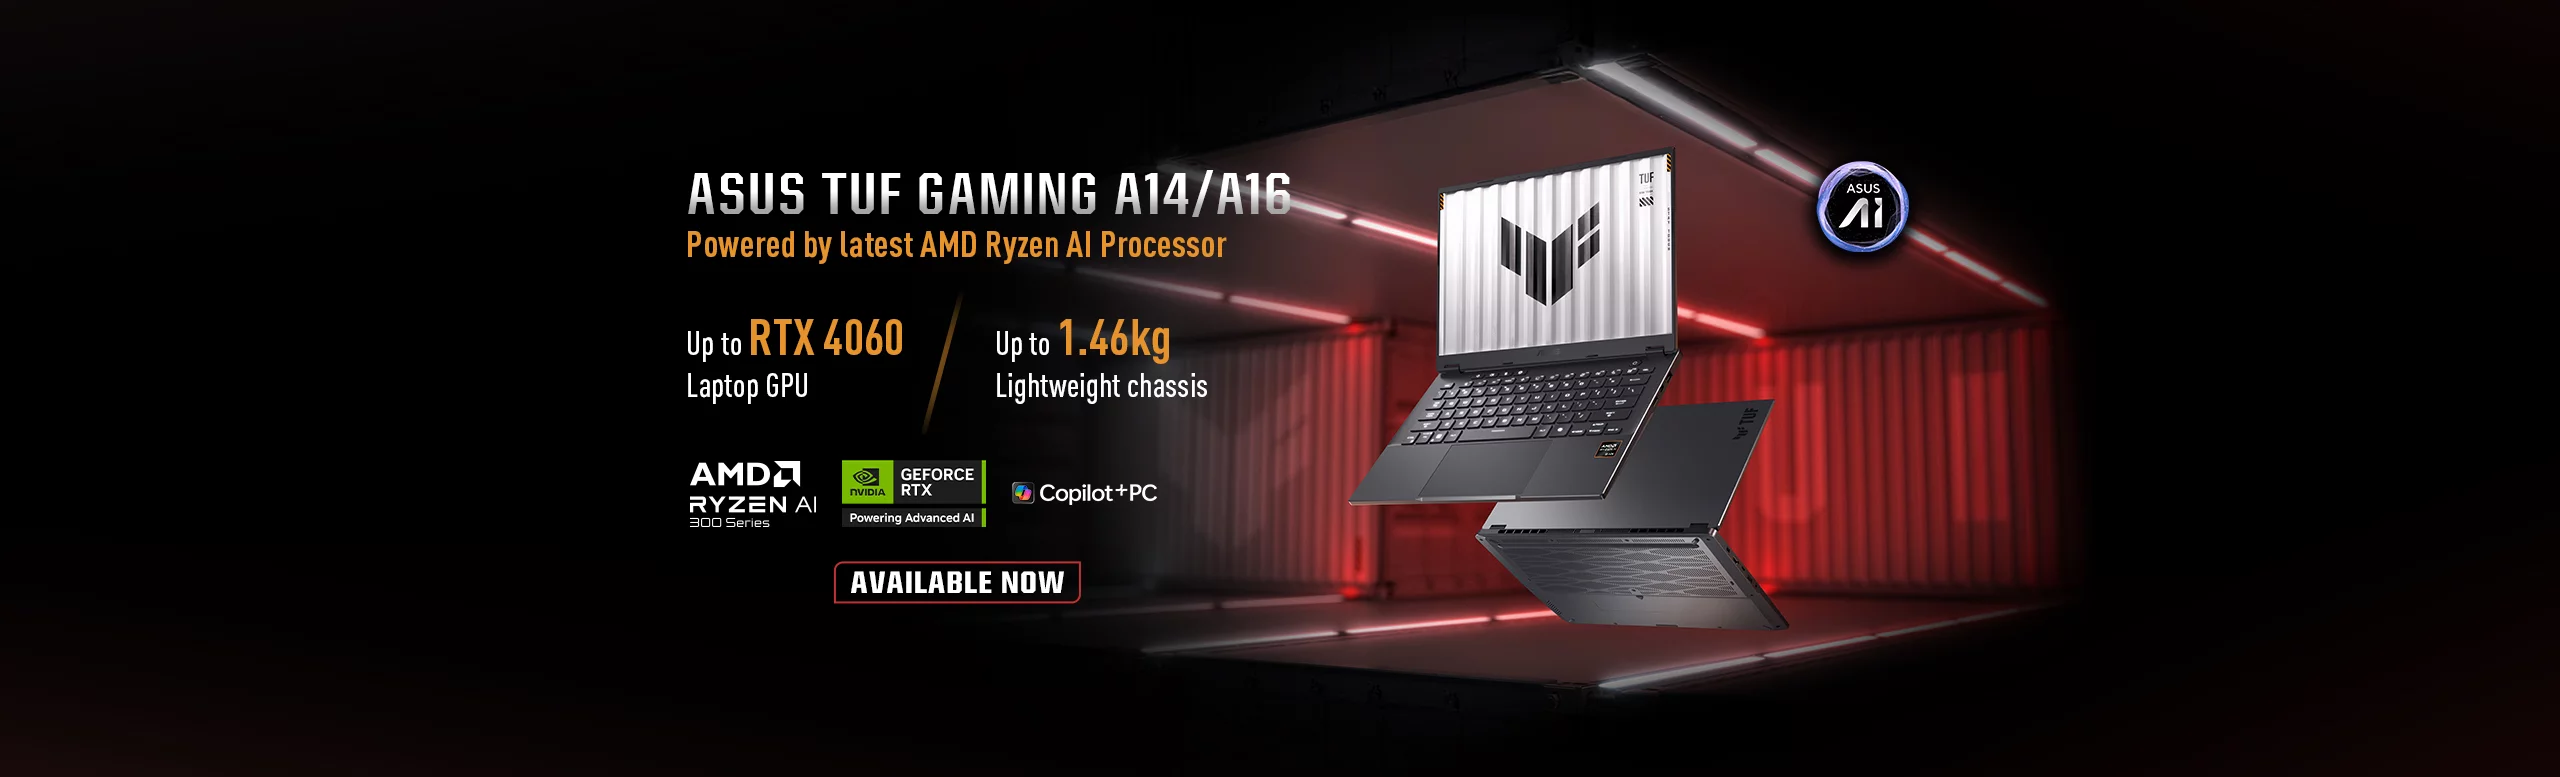 ASUS TUF GAMING A14/A16
Powered by latest AMD Ryzen AI Processor
Up to RTX 4060
Laptop GPU
Up to 1.46kg
Lightweight chassis
AMD
RYZEN AI
300 Series
NVIDIA
GEFORCE
RTX
Powering Advanced AI
Copilot+PC
AVAILABLE NOW
TUF
ASUS
Ai
TUF